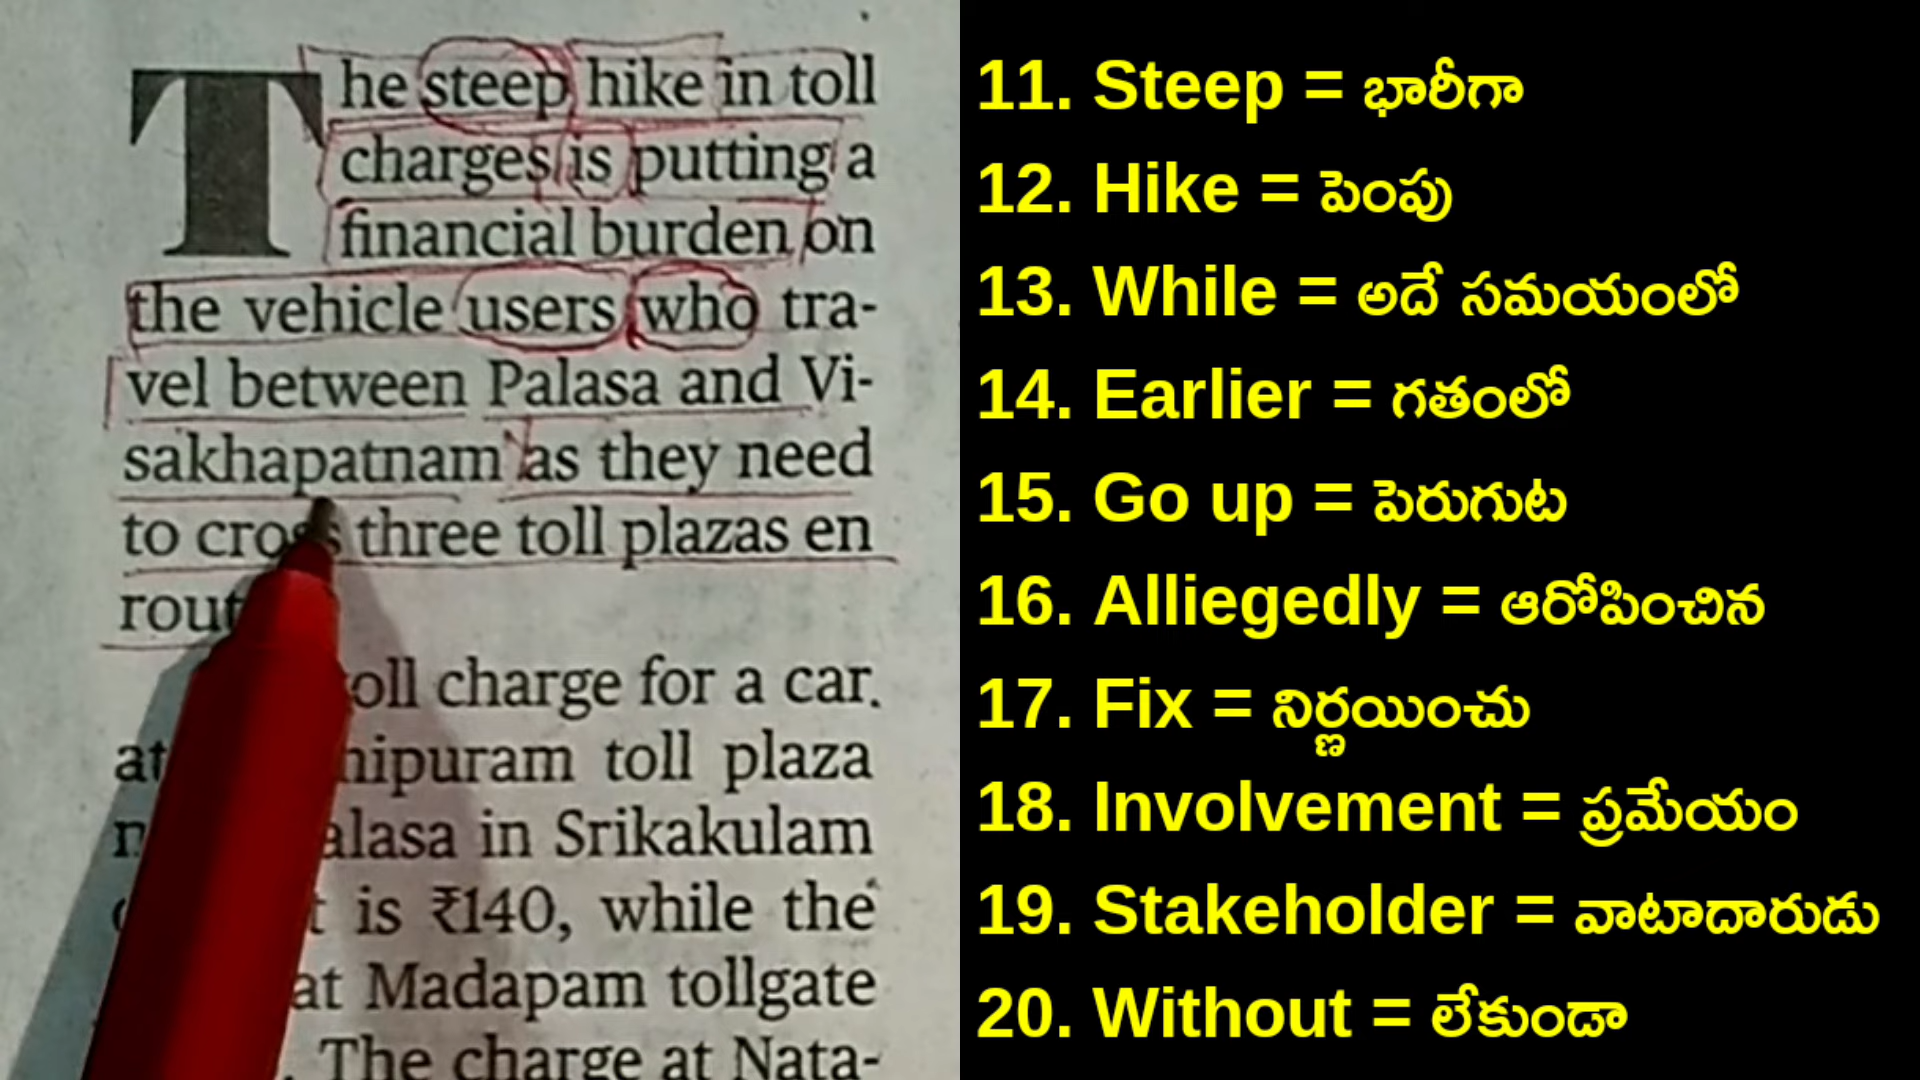 The steep hike in toll
charges is putting a
financial burden on
the vehicle users who tra-
vel between Palasa and Vi-
sakhapatnam as they need
to cross three toll plazas en
oll charge for a car.
at nipuram toll plaza
alasa in Srikakulam
is ₹140, while the
at Madapam tollgate
. The charge at Nata-
11. Steep = భారీగా
12. Hike = పెంపు
13. While = అదే సమయంలో
14. Earlier = గతంలో
15. Go up = పెరుగుట
16. Alliegedly = ఆరోపించిన
17. Fix = నిర్ణయించు
18. Involvement = ప్రమేయం
19. Stakeholder = వాటాదారుడు
20. Without = లేకుండా